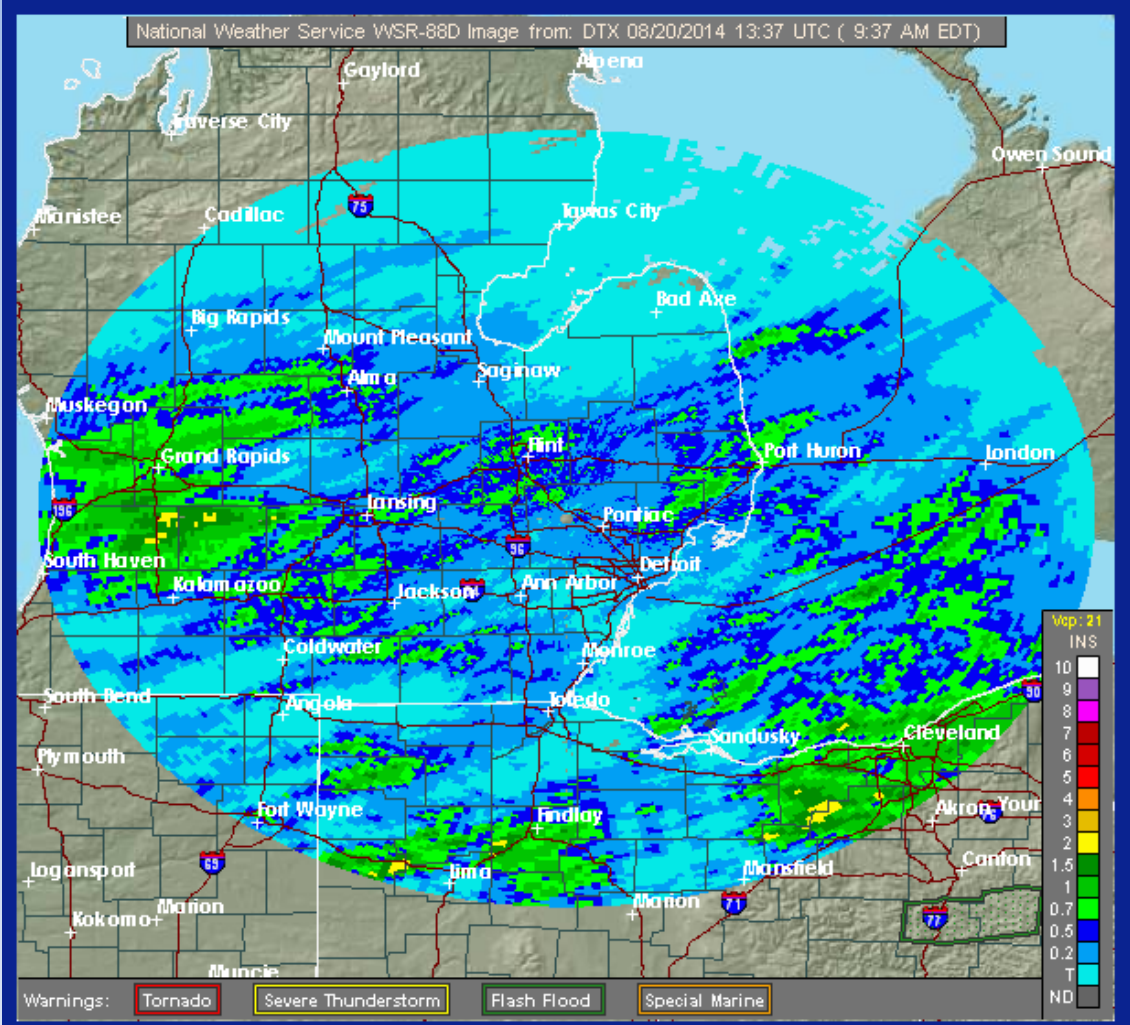 National Weather Service WSR-88D Image from: DTX 08/20/2014 13:37 UTC ( 9:37 AM EDT)
Alpena
Gaylord
Traverse City
Owen Sound
75
Manistee
Cadillac
Tawas City
Bad Axe
Big Rapids
Mount Pleasant
Saginaw
Alma
Muskegon
Flint
Port Huron
London
Grand Rapids
Lansing
196
Pontiac
96
South Haven
Detroit
Kalamazoo
Jackson
Ann Arbor
Coldwater
Monroe
South Bend
Angola
Toledo
90
Sandusky
Cleveland
Plymouth
Fort Wayne
Findlay
Akron
Your
76
69
Logansport
Lima
Mansfield
Canton
Marion
Marion
71
77
Kokomo
Muncie
Vcp: 21
INS
10
9
8
7
6
5
4
3
2
1.5
1
0.7
0.5
0.2
T
ND
Warnings: Tornado Severe Thunderstorm Flash Flood Special Marine